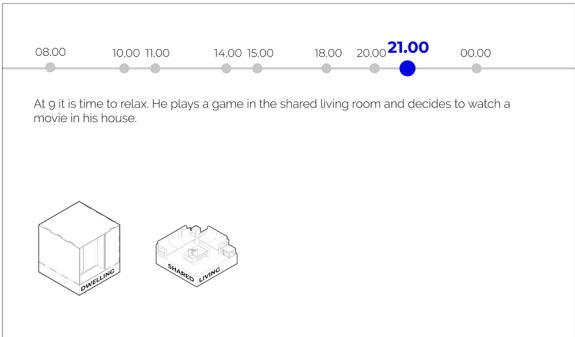 08.00 10.00 11.00 14.00 15.00 18.00 20.00 21.00 00.00
At 9 it is time to relax. He plays a game in the shared living room and decides to watch a
movie in his house.
DWELLING
SHARED LIVING